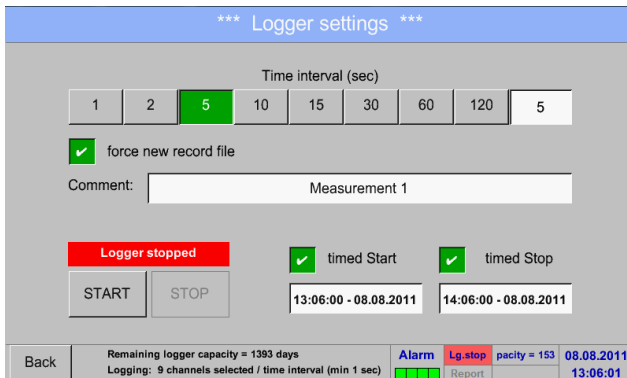 *** Logger settings ***
Time interval (sec)
1 2 5 10 15 30 60 120 5
force new record file
Comment: Measurement 1
Logger stopped
timed Start timed Stop
START STOP
13:06:00 - 08.08.2011 14:06:00 - 08.08.2011
Back
Remaining logger capacity = 1393 days
Logging: 9 channels selected / time interval (min 1 sec)
Alarm Lg.stop pacity = 153 08.08.2011
Report 13:06:01